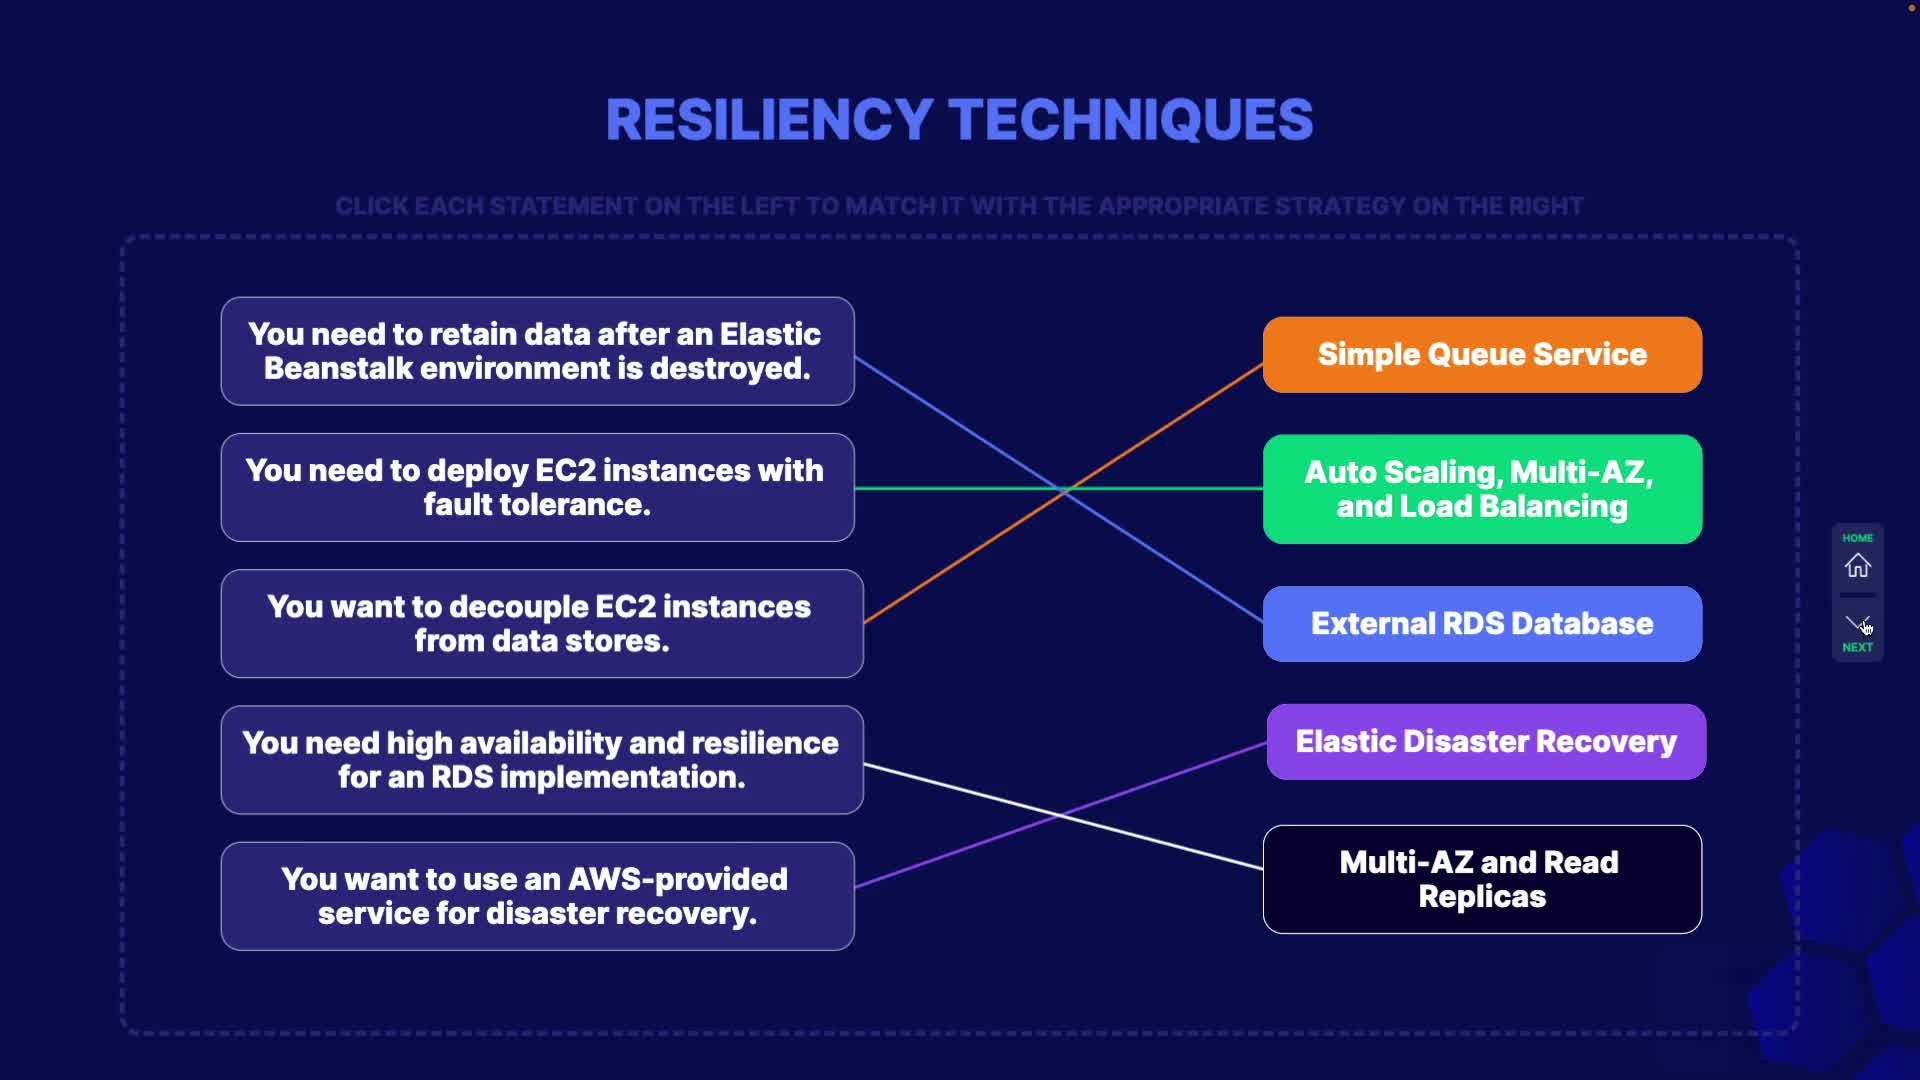 RESILIENCY TECHNIQUES
CLICK EACH STATEMENT ON THE LEFT TO MATCH IT WITH THE APPROPRIATE STRATEGY ON THE RIGHT
You need to retain data after an Elastic
Beanstalk environment is destroyed.
You need to deploy EC2 instances with
fault tolerance.
You want to decouple EC2 instances
from data stores.
You need high availability and resilience
for an RDS implementation.
You want to use an AWS-provided
service for disaster recovery.
Simple Queue Service
Auto Scaling, Multi-AZ,
and Load Balancing
External RDS Database
Elastic Disaster Recovery
Multi-AZ and Read
Replicas
HOME
NEXT